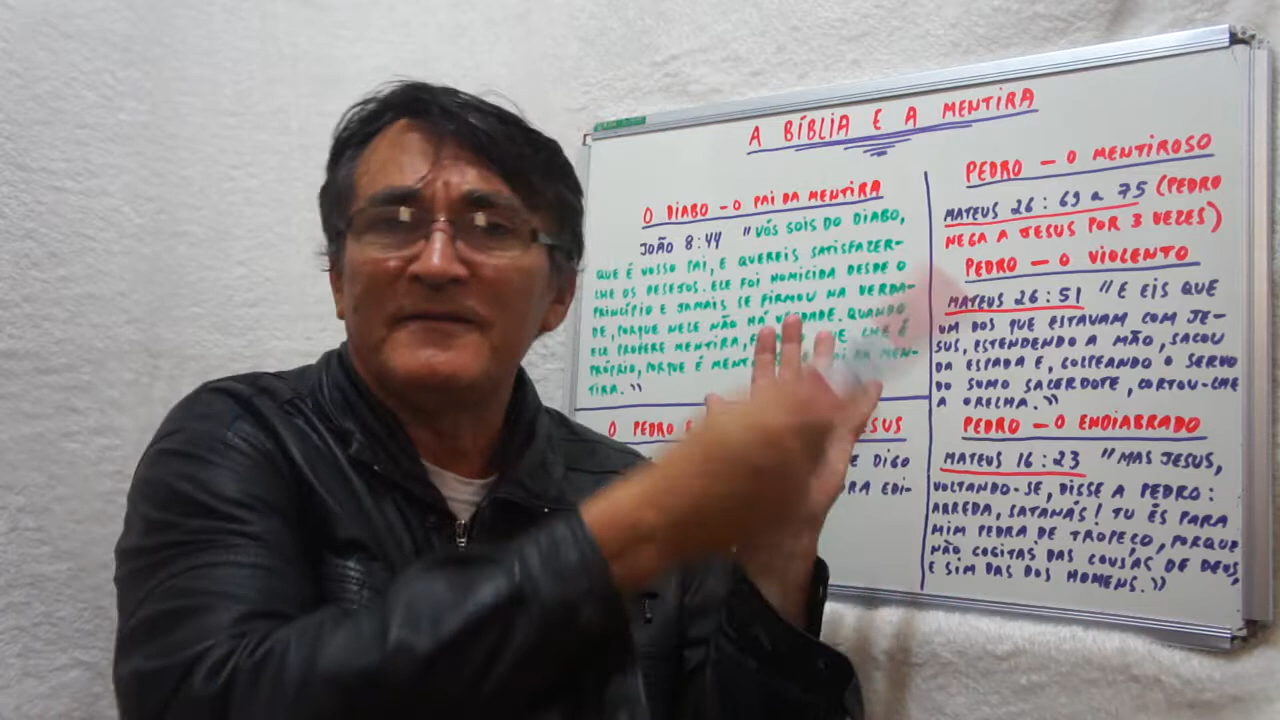 A BÍBLIA E A MENTIRA
O DIABO - O PAI DA MENTIRA
JOÃO 8:44 "VÓS SOIS DO DIABO,
QUE É VOSSO PAI, E QUEREIS SATISFAZER-
LHE OS DESEJOS. ELE FOI HOMICIDA DESDE O
PRINCÍPIO E JAMAIS SE FIRMOU NA VERDA-
DE, PORQUE NELE NÃO HÁ VERDADE. QUANDO
ELE PROFERE MENTIRA, LHE É
PRÓPRIO, PORQUE É MEN-
TIRA."
O PEDRO
E DIGO
EDI-
PEDRO - O MENTIROSO
MATEUS 26:69 a 75 (PEDRO
NEGA A JESUS POR 3 VEZES)
PEDRO - O VIOLENTO
MATEUS 26:51 "E EIS QUE
UM DOS QUE ESTAVAM COM JE-
SUS, ESTENDENDO A MÃO, SACOU
DA ESPADA E, GOLPEANDO O SERVO
DO SUMO SACERDOTE, CORTOU-LHE
A ORELHA."
PEDRO - O ENDIABRADO
MATEUS 16:23 "MAS JESUS,
VOLTANDO-SE, DISSE A PEDRO:
ARREDA, SATANÁS! TU ÉS PARA
MIM PEDRA DE TROPEÇO, PORQUE
NÃO COGITAS DAS COUSAS DE DEUS,
E SIM DAS DOS HOMENS."